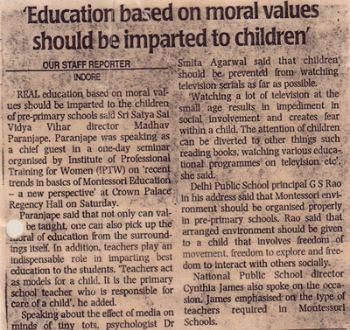 'Education based on moral values
should be imparted to children'
OUR STAFF REPORTER
INDORE
REAL education based on moral val-
ues should be imparted to the children
of pre-primary schools said Sri Satya Sai
Vidya Vihar director Madhav
Paranjape. Paranjape was speaking as
a chief guest in a one-day seminar
organised by Institute of Professional
Training for Women (IPTW) on 'recent
trends in basics of Montessori Education
– a new perspective' at Crown Palace
Regency Hall on Saturday.
Paranjape said that not only can val-
be taught, one can also pick up the
moral of education from the surround-
ings itself. In addition, teachers play an
indispensable role in imparting best
education to the students. 'Teachers act
as models for a child. It is the primary
school teacher who is responsible for
care of a child', he added.
Speaking about the effect of media on
minds of tiny tots, psychologist Dr
Smita Agarwal said that children
should be prevented from watching
television serials as far as possible.
'Watching a lot of television at the
small age results in impediment in
social involvement and creates fear
within a child. The attention of children
can be diverted to other things such
reading books, watching various educa-
tional programmes on television etc',
she said.
Delhi Public School principal G S Rao
in his address said that Montessori envi-
ronment should be organised properly
in pre-primary schools. Rao said that
arranged environment should be given
to a child that involves freedom of
movement, freedom to explore and free-
dom to interact with others socially.
National Public School director
Cynthia James also spoke on the occa-
sion. James emphasised on the type of
teachers required in Montessori
Schools.